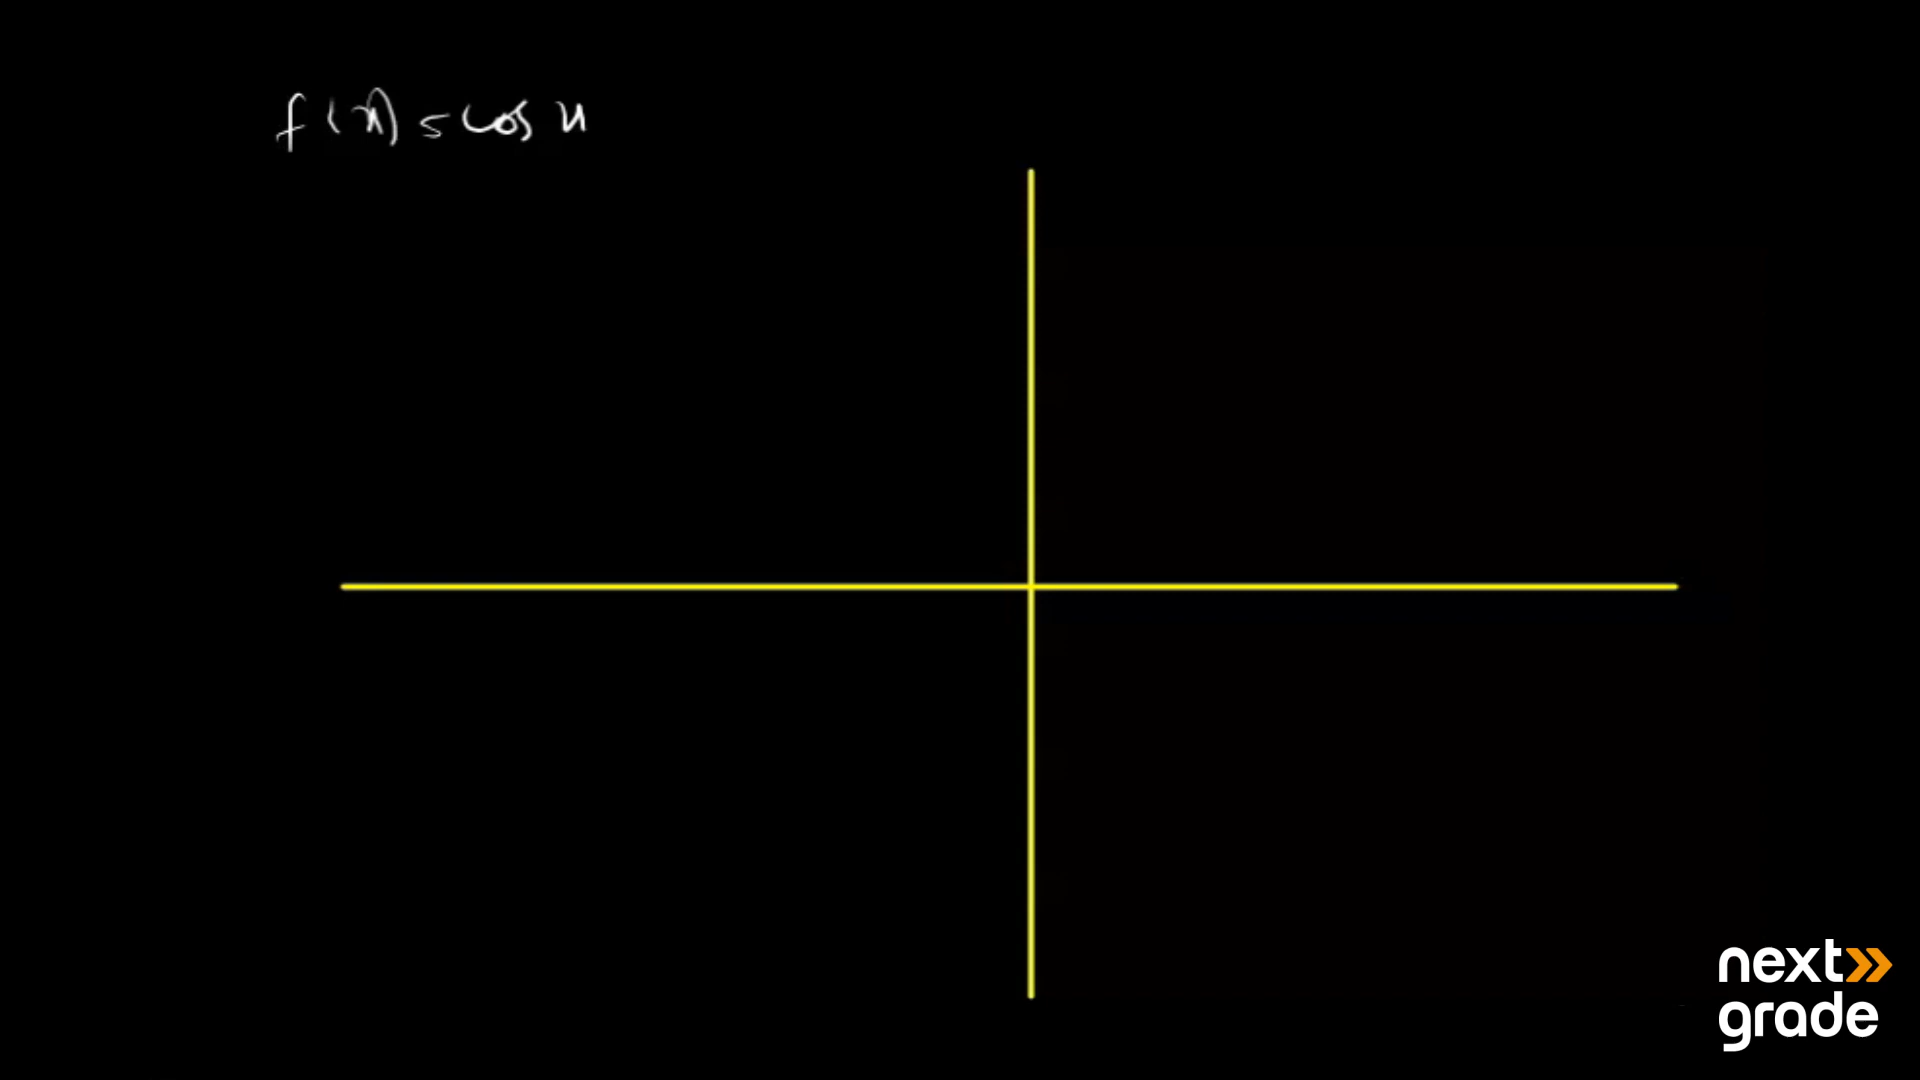 f(x) = cos x
next
grade